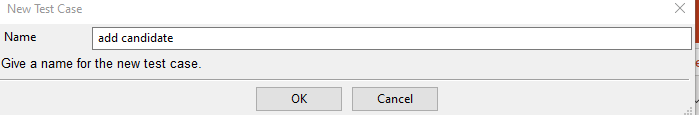 New Test Case
Name add candidate
Give a name for the new test case.
OK Cancel